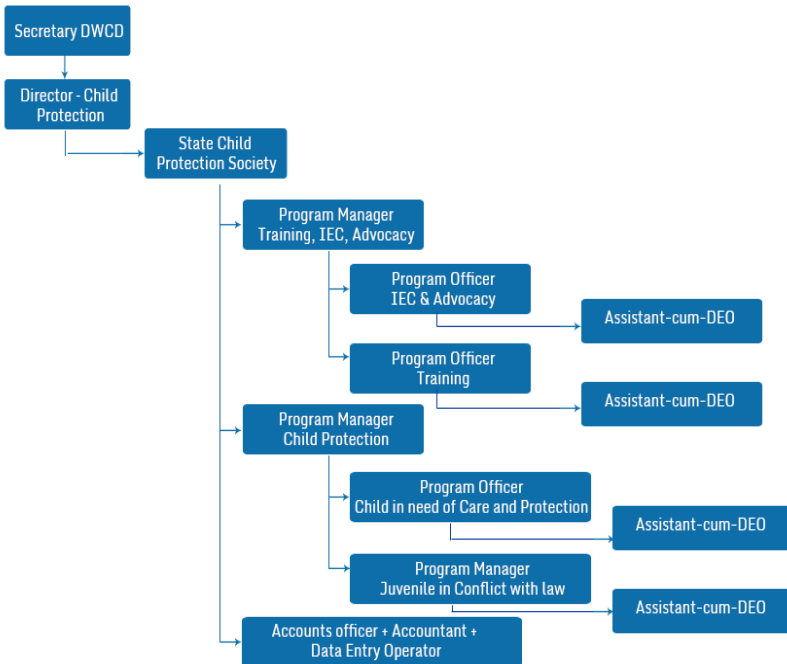 Secretary DWCD
Director - Child
Protection
State Child
Protection Society
Program Manager
Training, IEC, Advocacy
Program Officer
IEC & Advocacy
Assistant-cum-DEO
Program Officer
Training
Assistant-cum-DEO
Program Manager
Child Protection
Program Officer
Child in need of Care and Protection
Assistant-cum-DEO
Program Manager
Juvenile in Conflict with law
Assistant-cum-DEO
Accounts officer + Accountant +
Data Entry Operator